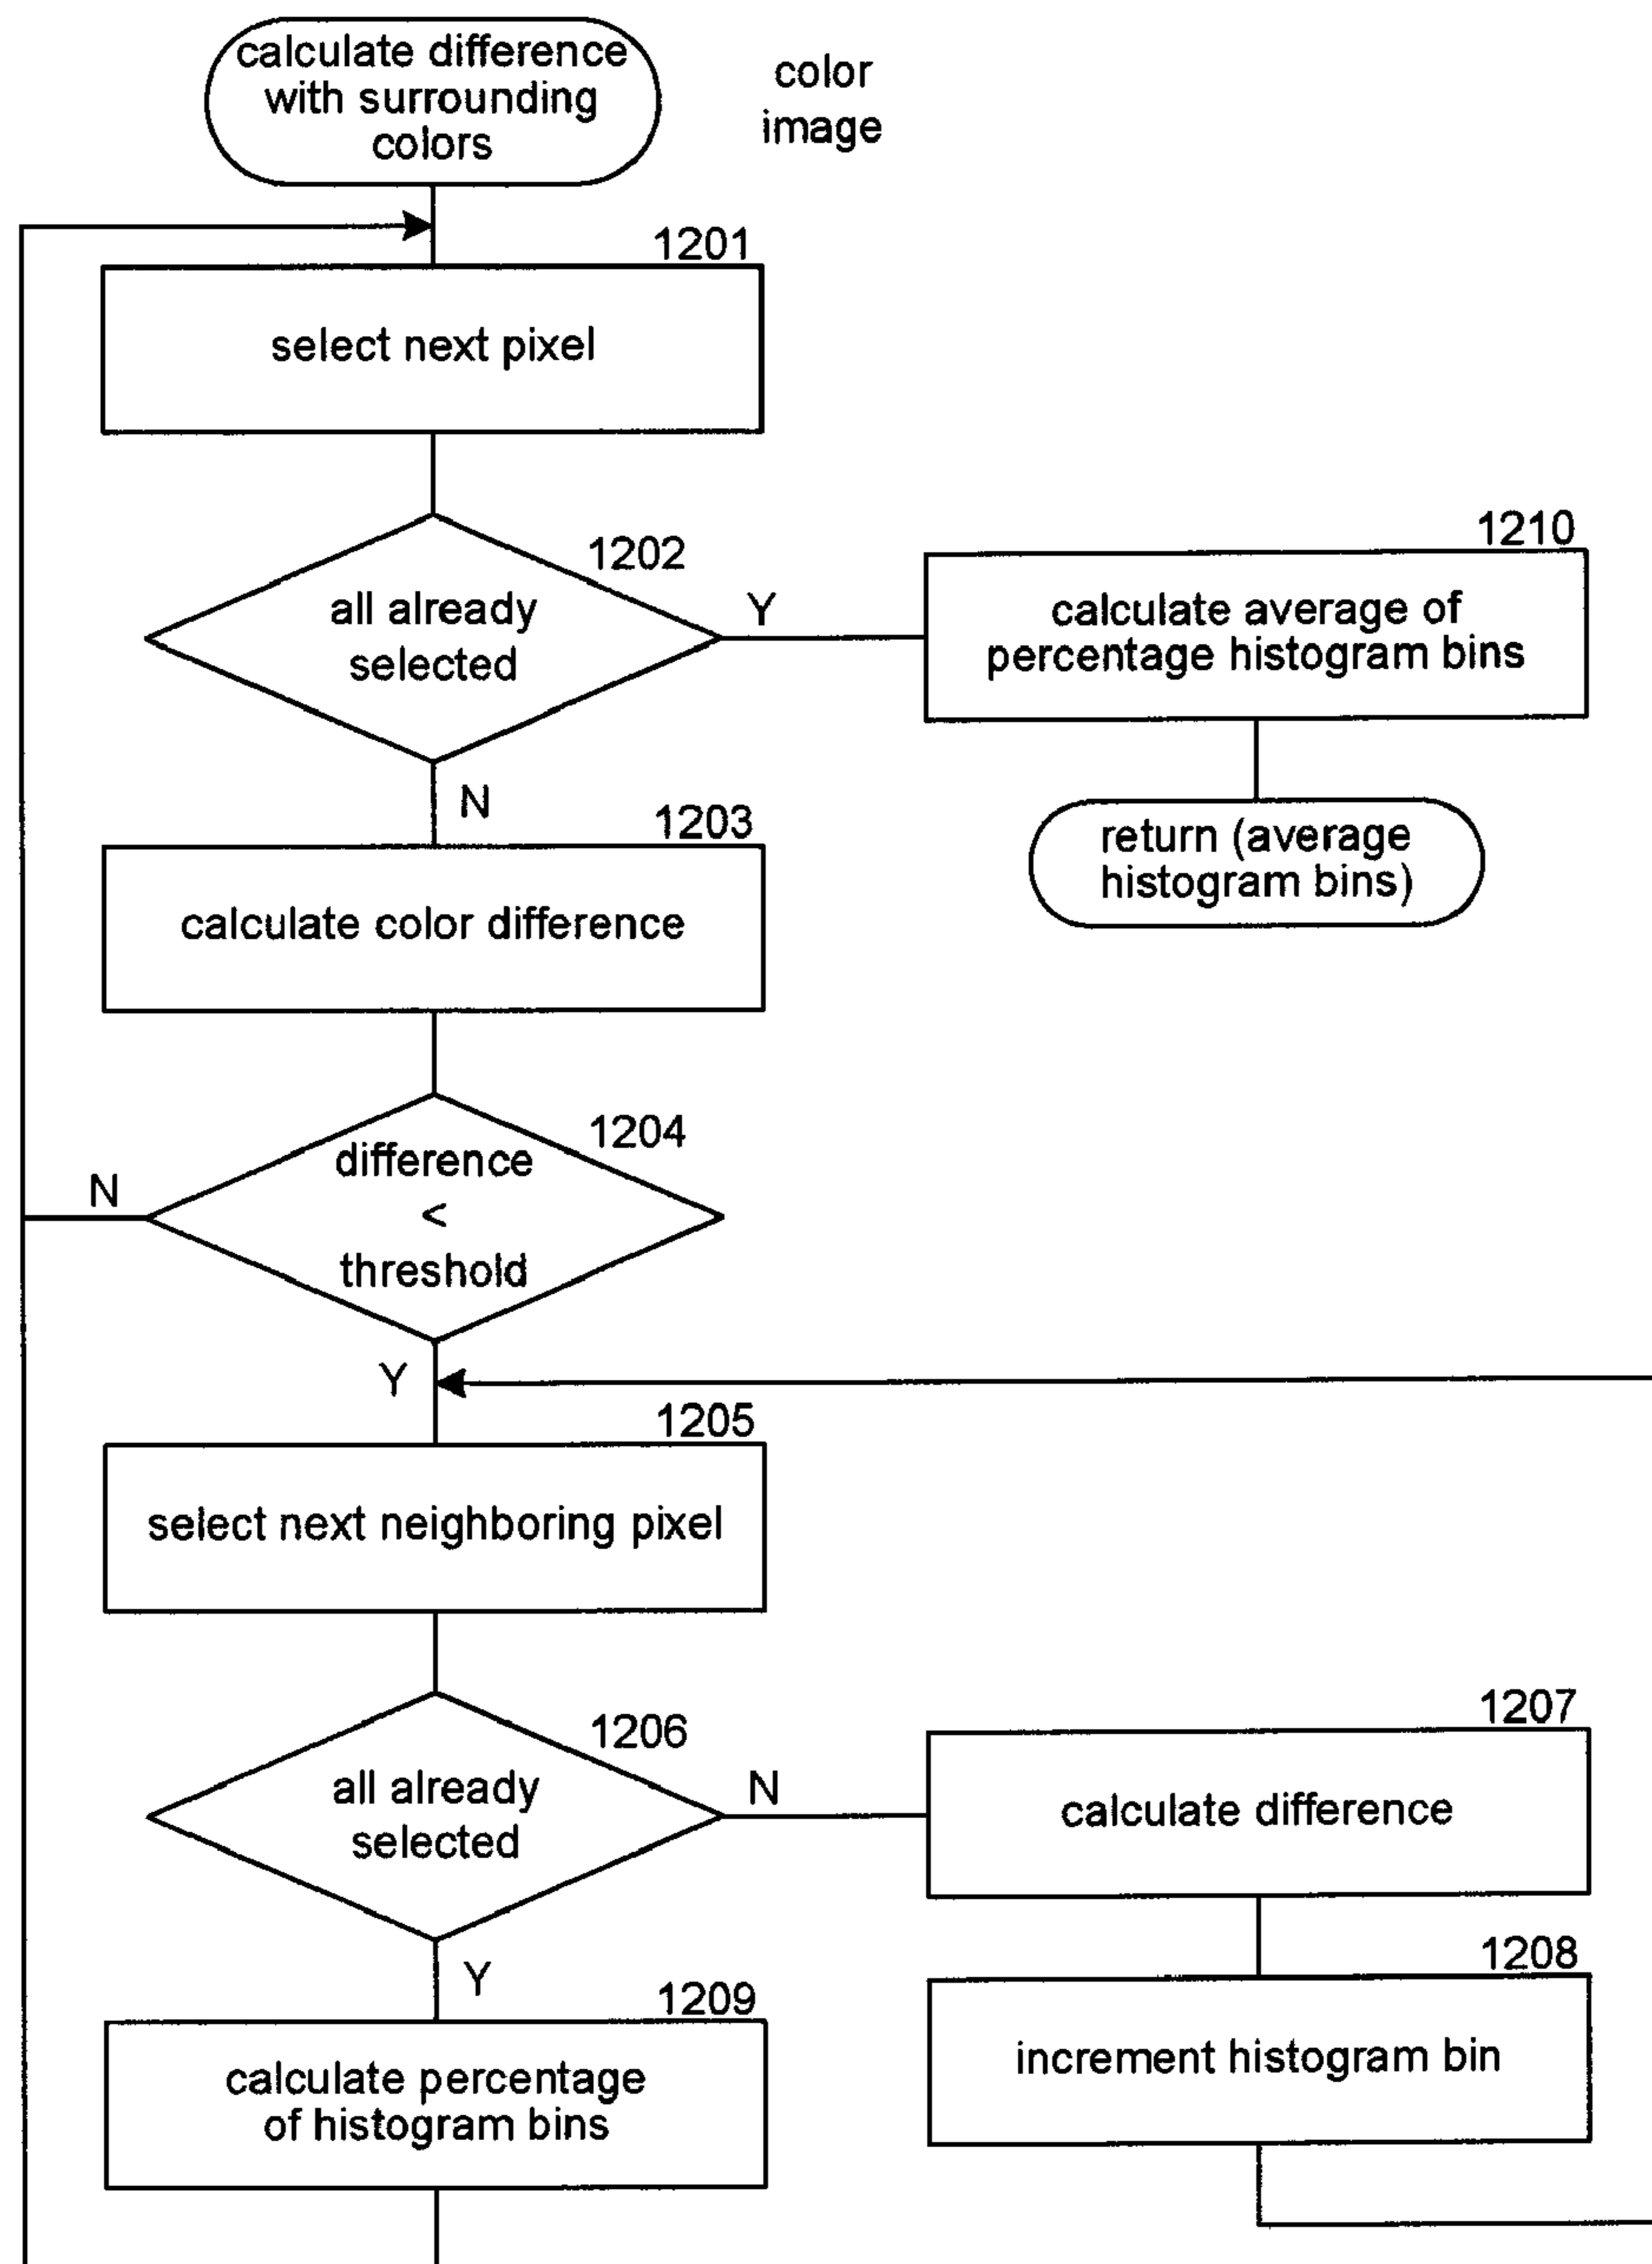 calculate difference
with surrounding
colors
color
image
1201
select next pixel
1202
all already
selected
Y
N
1210
calculate average of
percentage histogram bins
return (average
histogram bins)
1203
calculate color difference
1204
difference
<
threshold
N
Y
1205
select next neighboring pixel
1206
all already
selected
N
Y
1207
calculate difference
1208
increment histogram bin
1209
calculate percentage
of histogram bins